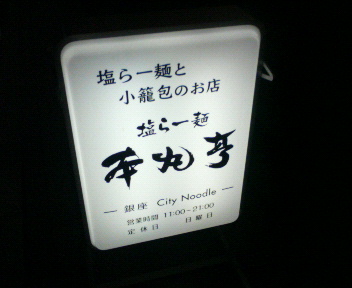 塩らー麺と
小籠包のお店
塩らー麺
本丸亭
銀座 City Noodle
営業時間 11:00~21:00
定休日 日曜日